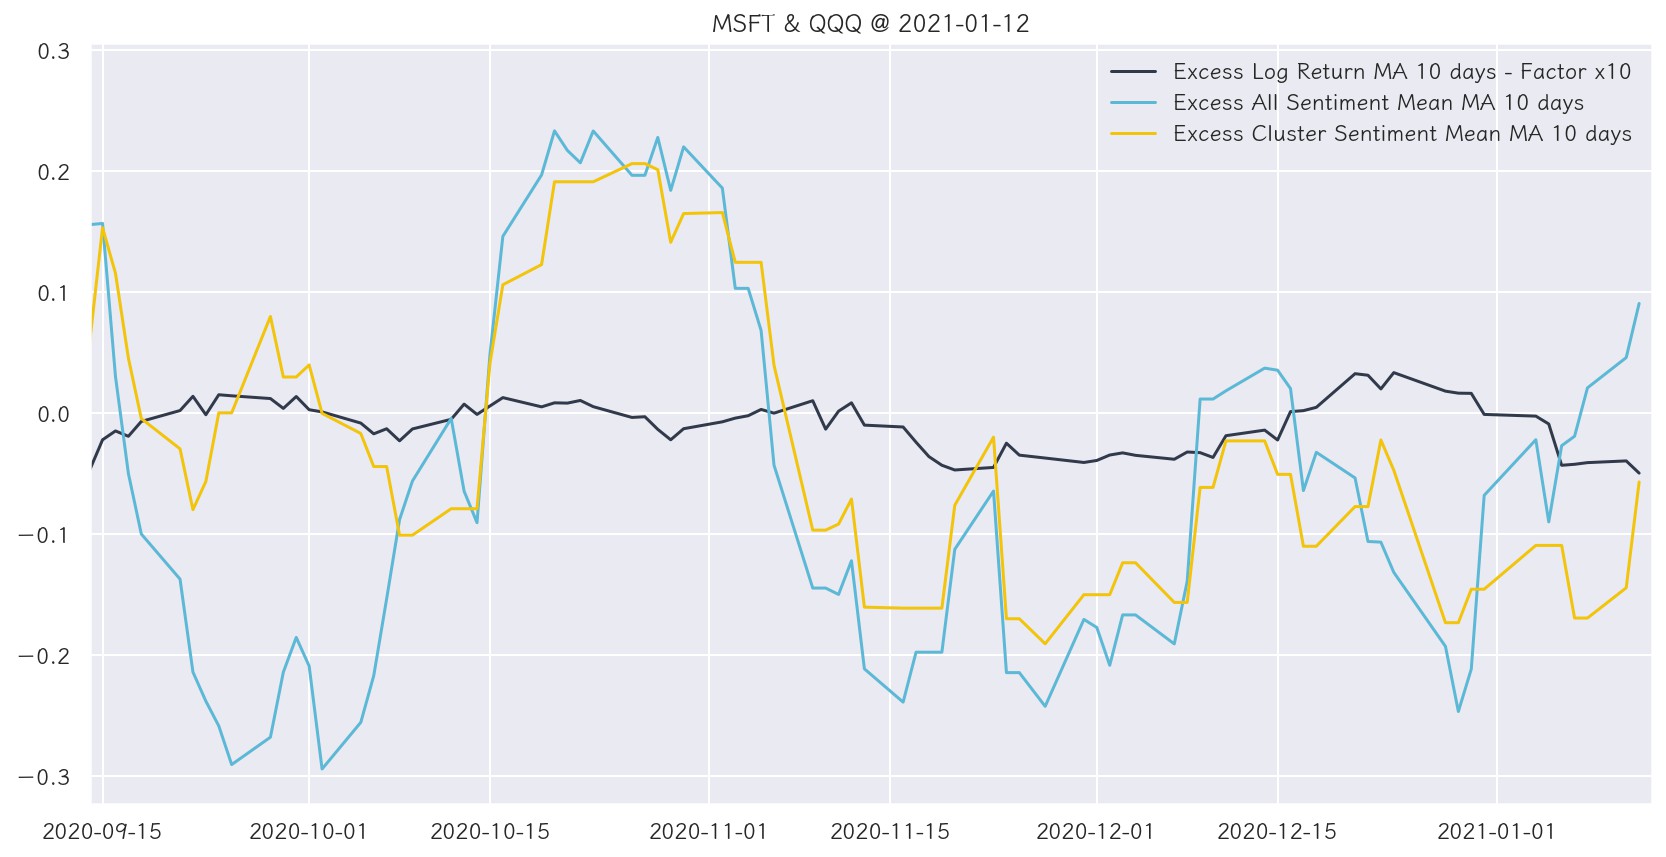 MSFT & QQQ @ 2021-01-12
Excess Log Return MA 10 days - Factor x10
Excess All Sentiment Mean MA 10 days
Excess Cluster Sentiment Mean MA 10 days
0.3
0.2
0.1
0.0
−0.1
−0.2
−0.3
2020-09-15 2020-10-01 2020-10-15 2020-11-01 2020-11-15 2020-12-01 2020-12-15 2021-01-01